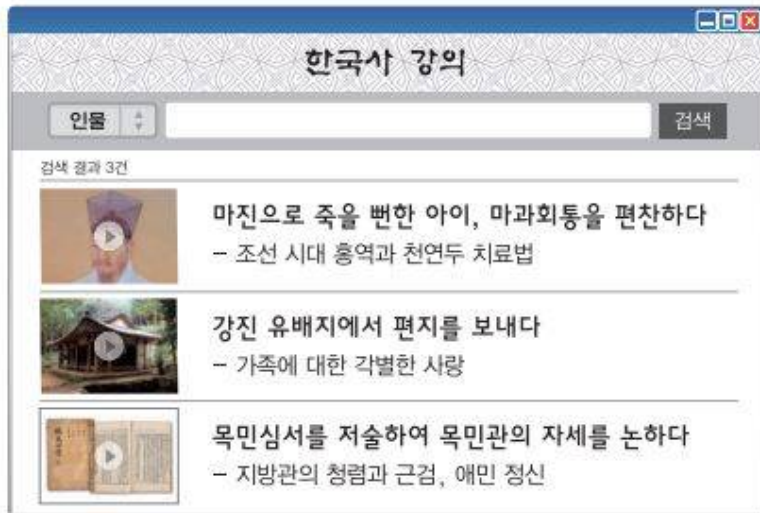 한국사 강의
인물
검색
검색 결과 3건
마진으로 죽을 뻔한 아이, 마과회통을 편찬하다
– 조선 시대 홍역과 천연두 치료법
강진 유배지에서 편지를 보내다
– 가족에 대한 각별한 사랑
목민심서를 저술하여 목민관의 자세를 논하다
– 지방관의 청렴과 근검, 애민 정신